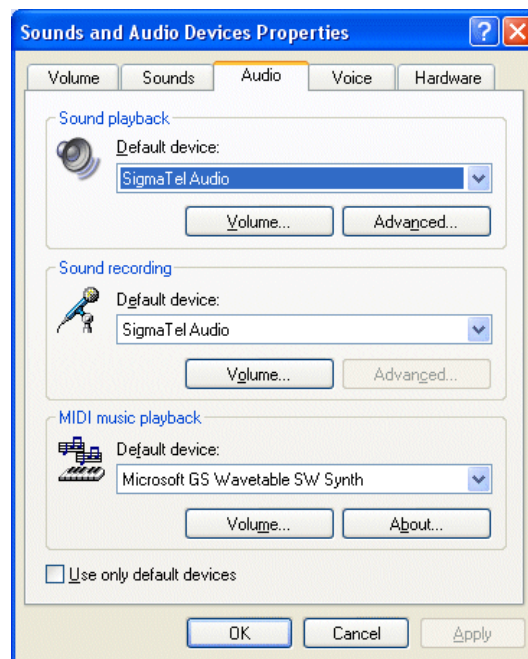 Sounds and Audio Devices Properties
Volume Sounds Audio Voice Hardware
Sound playback
Default device:
SigmaTel Audio
Volume... Advanced...
Sound recording
Default device:
SigmaTel Audio
Volume... Advanced...
MIDI music playback
Default device:
Microsoft GS Wavetable SW Synth
Volume... About...
Use only default devices
OK Cancel Apply